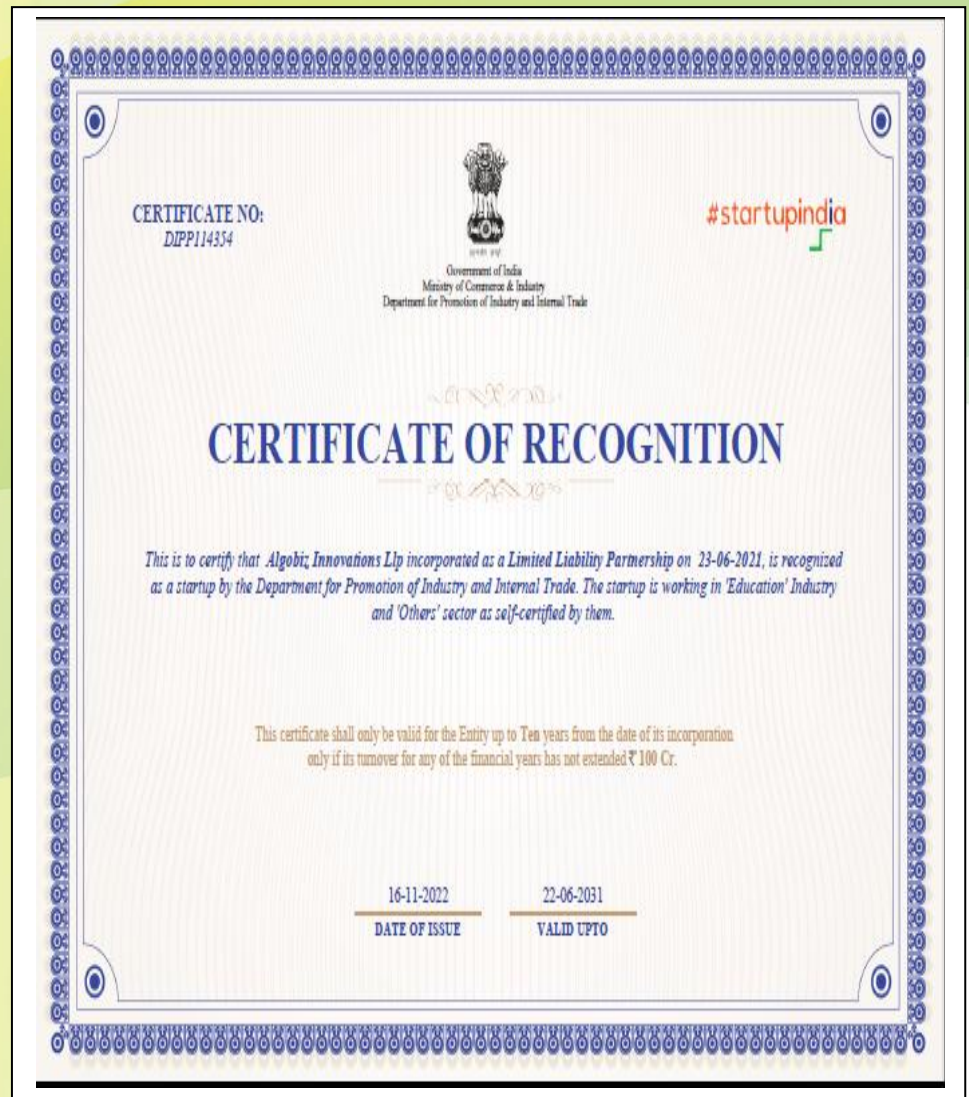 CERTIFICATE NO:
DIPP114354
#startupindia
Government of India
Ministry of Commerce & Industry
Department for Promotion of Industry and Internal Trade
CERTIFICATE OF RECOGNITION
This is to certify that Algobiz Innovations Llp incorporated as a Limited Liability Partnership on 23-06-2021, is recognized
as a startup by the Department for Promotion of Industry and Internal Trade. The startup is working in 'Education' Industry
and 'Others' sector as self-certified by them.
This certificate shall only be valid for the Entity up to Ten years from the date of its incorporation
only if its turnover for any of the financial years has not extended ₹ 100 Cr.
16-11-2022 22-06-2031
DATE OF ISSUE VALID UPTO